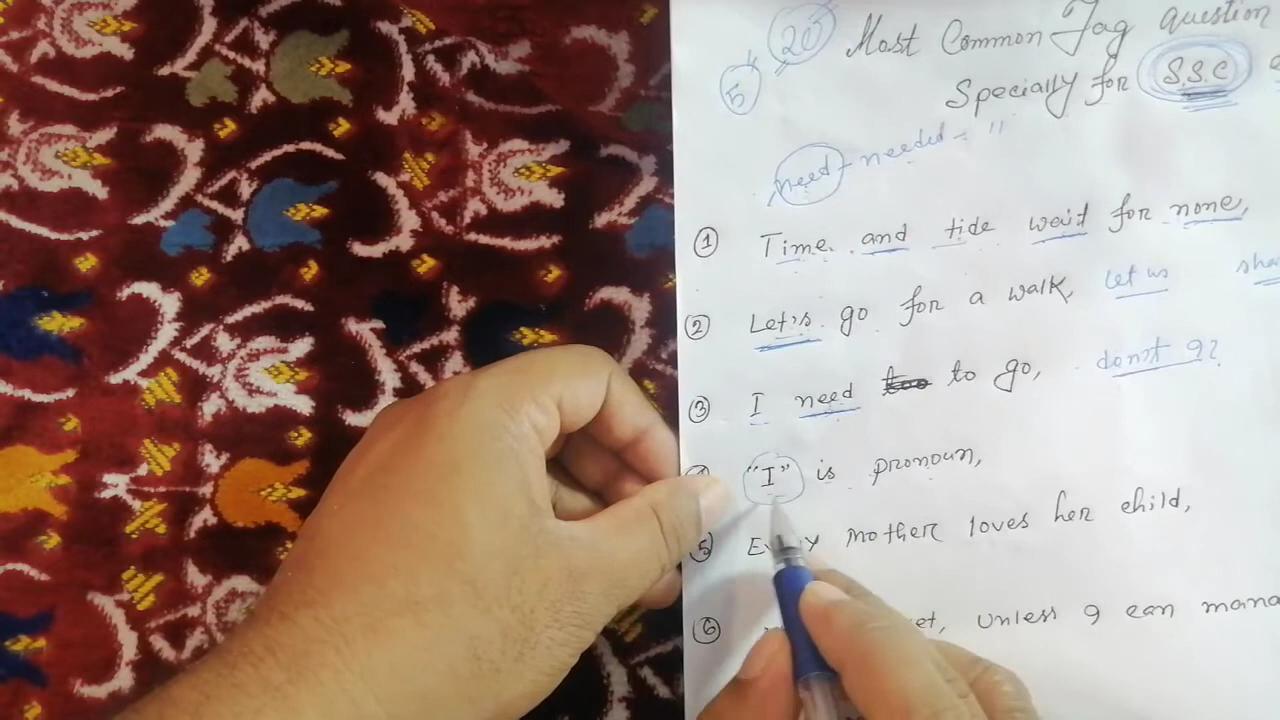 5 20 Most Common Tag question
Specially for S.S.C
need - needed - "
① Time and tide wait for none,
② Let's go for a walk, let us
③ I need to go, don't I?
"I" is pronoun,
⑤ Every mother loves her child,
⑥ unless I can